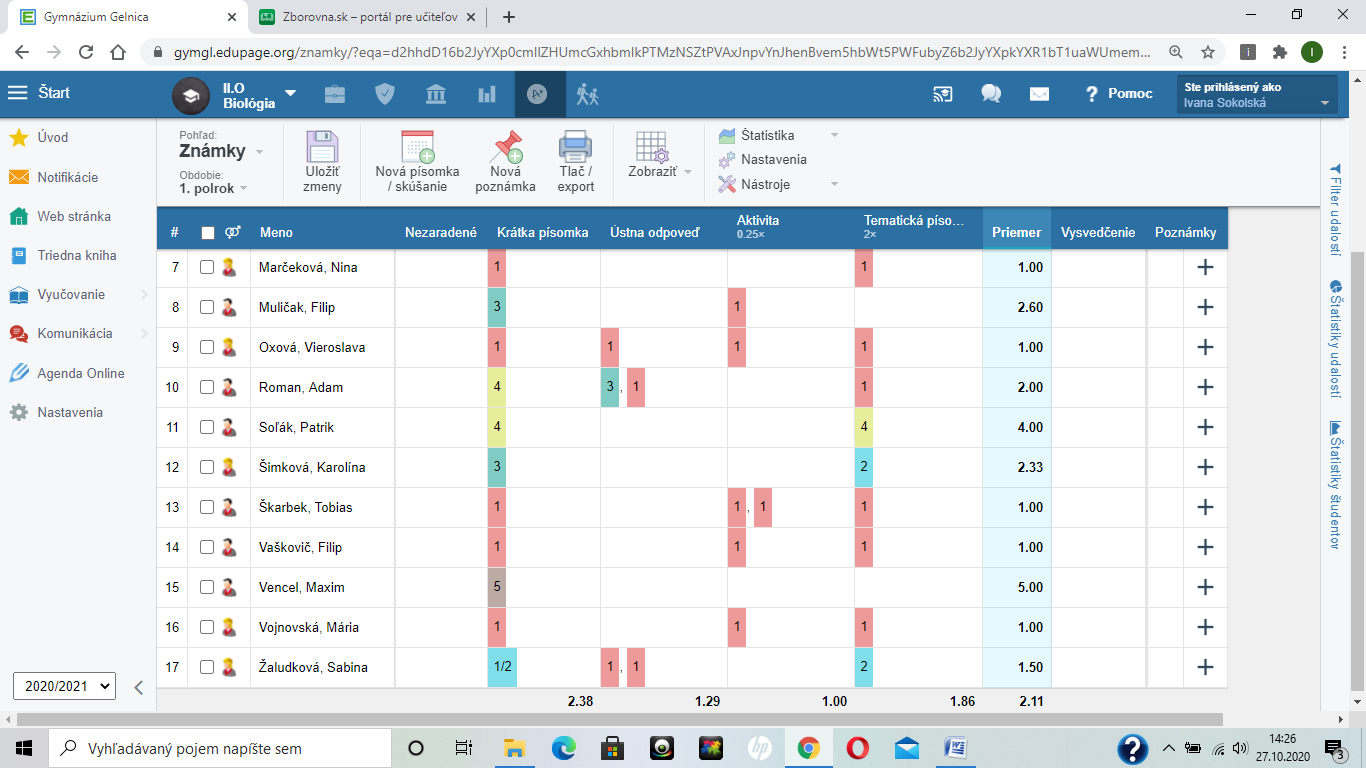 Gymnázium Gelnica
Zborovna.sk – portál pre učiteľov
Štart
II.O
Biológia
Pomoc
Ste prihlásený ako
Ivana Sokolská
Úvod
Notifikácie
Web stránka
Triedna kniha
Vyučovanie
Komunikácia
Agenda Online
Nastavenia
2020/2021
Pohľad:
Známky
Obdobie:
1. polrok
Uložiť
zmeny
Nová písomka
/ skúšanie
Nová
poznámka
Tlač /
export
Zobraziť
Štatistika
Nastavenia
Nástroje
# Meno Nezaradené Krátka písomka Ústna odpoveď Aktivita 0.25× Tematická píso… 2× Priemer Vysvedčenie Poznámky
7 Marčeková, Nina 1 1 1.00
8 Muličak, Filip 3 1 2.60
9 Oxová, Vieroslava 1 1 1 1 1.00
10 Roman, Adam 4 3, 1 1 2.00
11 Soľák, Patrik 4 4 4.00
12 Šimková, Karolína 3 2 2.33
13 Škarbek, Tobias 1 1, 1 1 1.00
14 Vaškovič, Filip 1 1 1 1.00
15 Vencel, Maxim 5 5.00
16 Vojnovská, Mária 1 1 1 1.00
17 Žaludková, Sabina 1/2 1, 1 2 1.50
2.38 1.29 1.00 1.86 2.11
Filter udalostí
Štatistiky udalostí
Štatistiky študentov
Vyhľadávaný pojem napíšte sem
14:26
27.10.2020
3